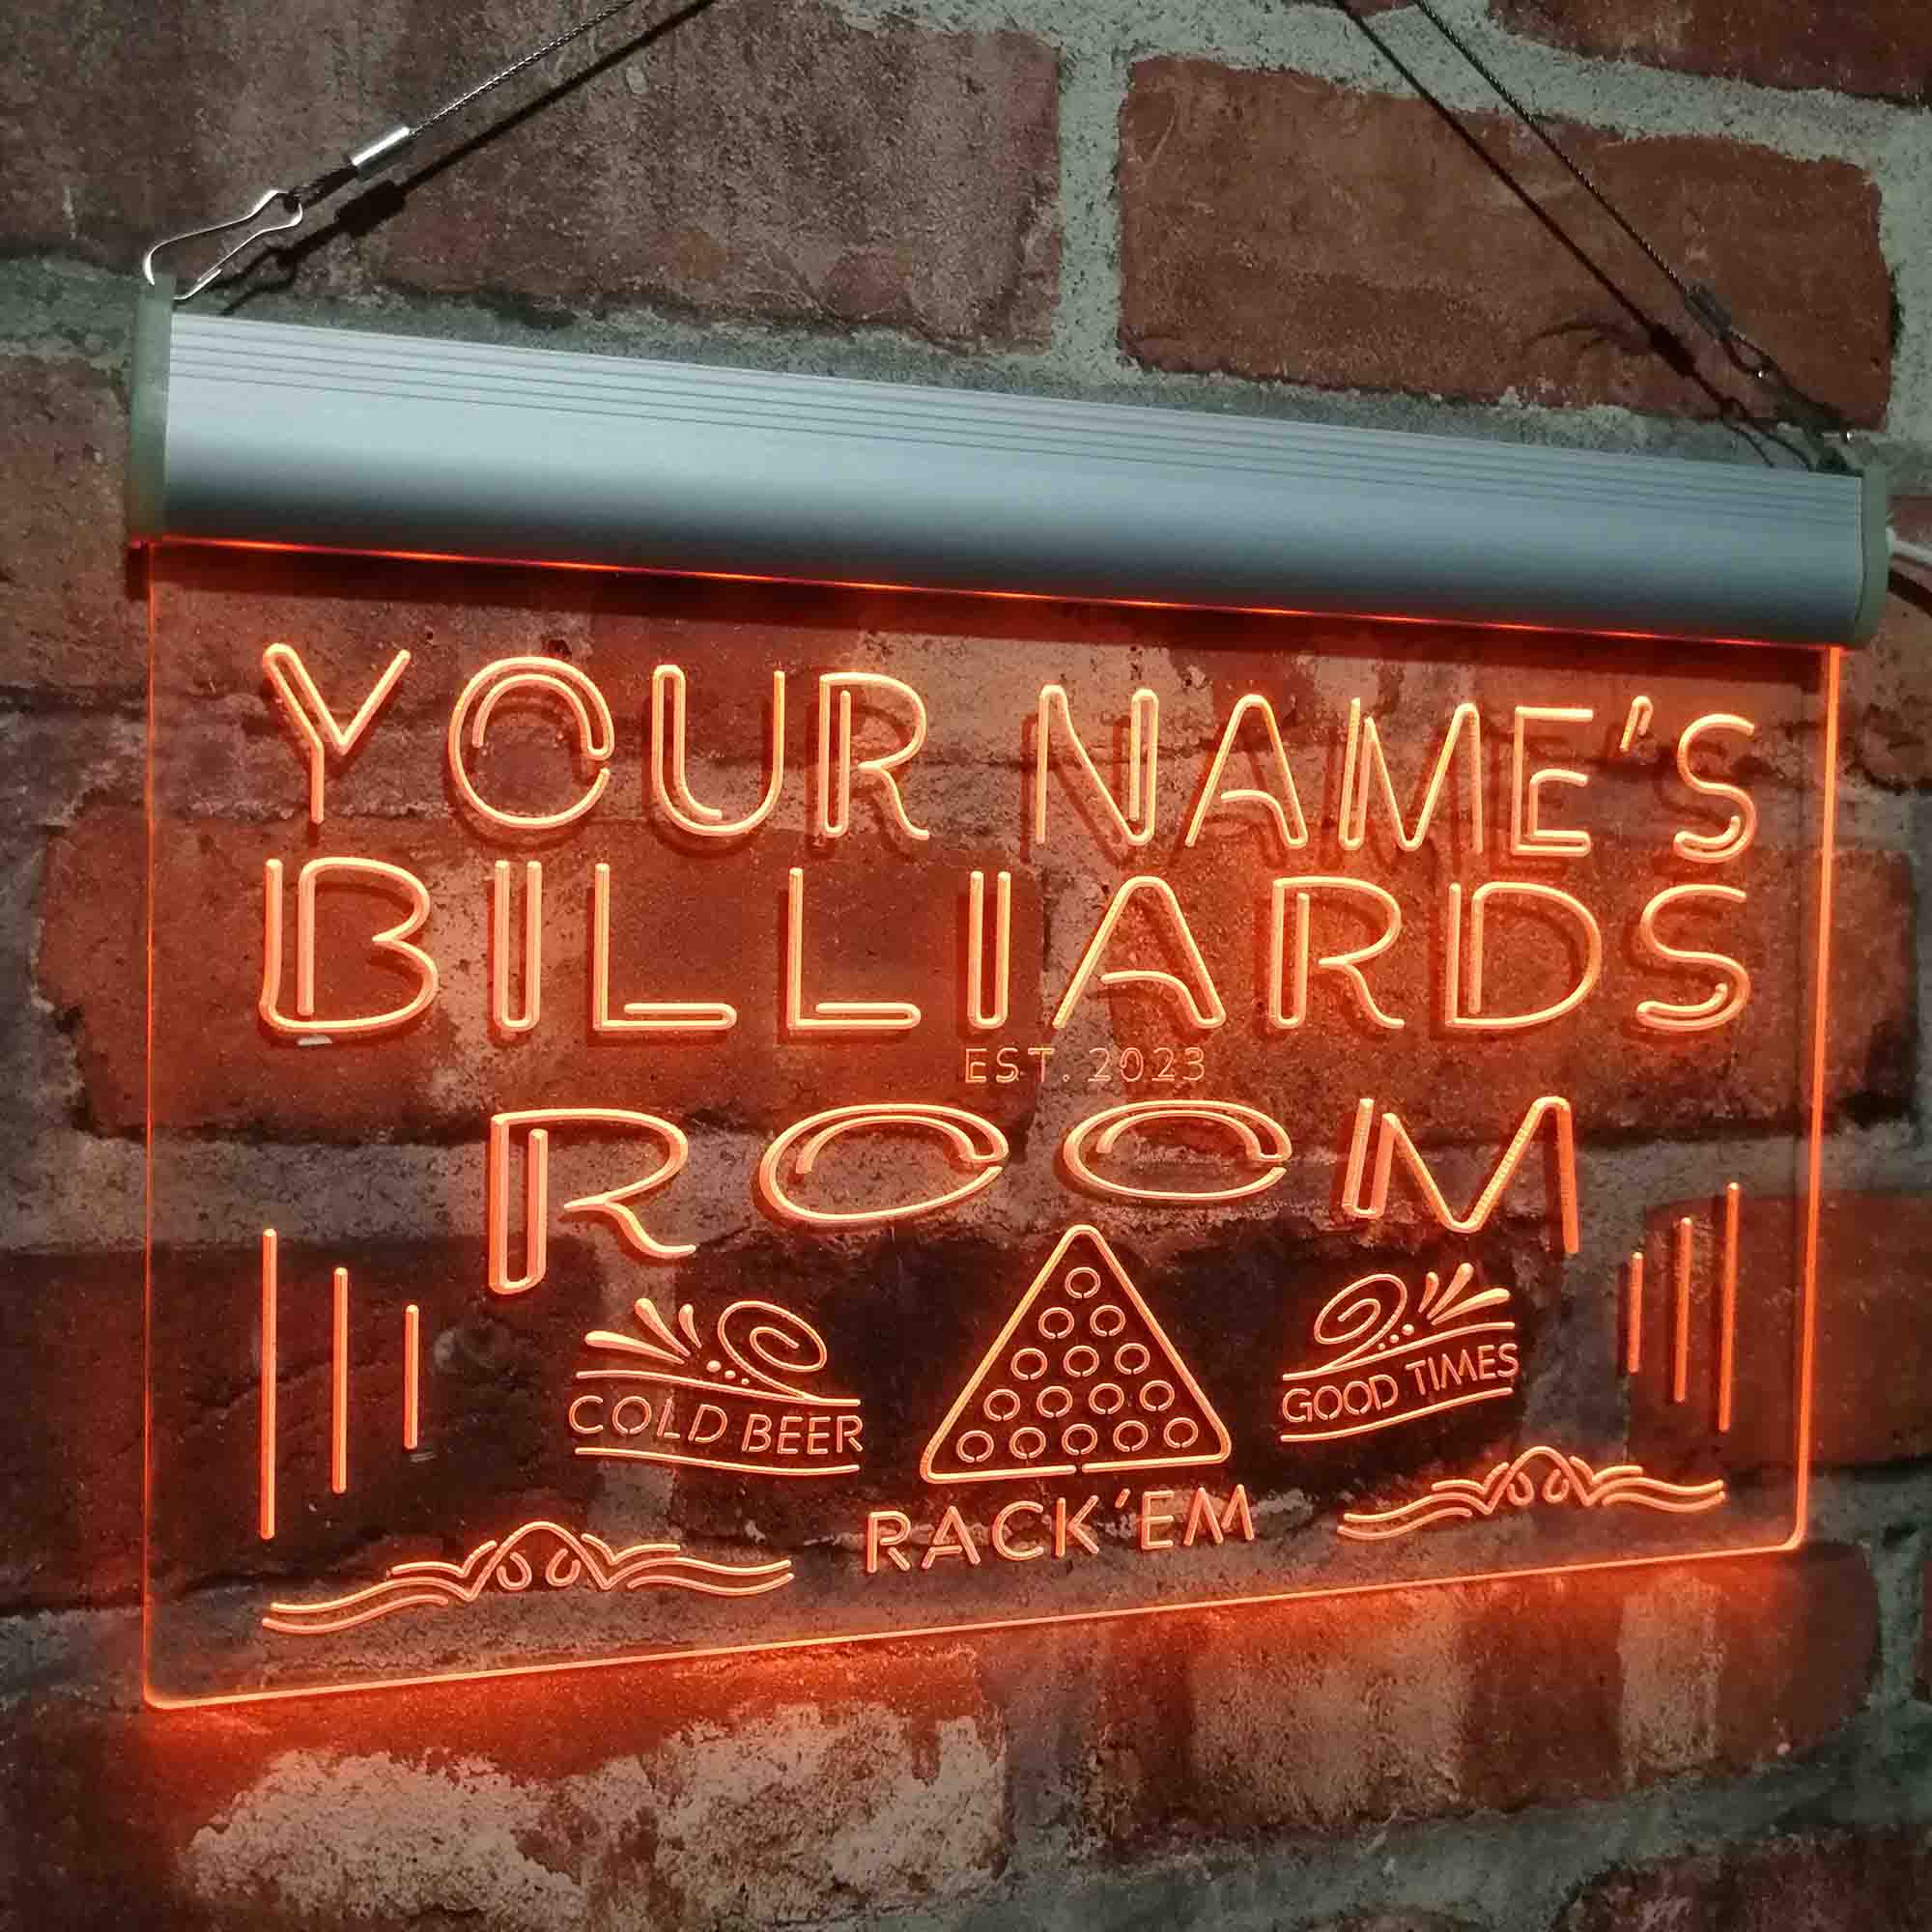 YOUR NAME'S
BILLIARDS
EST. 2023
ROOM
COLD BEER
GOOD TIMES
RACK'EM